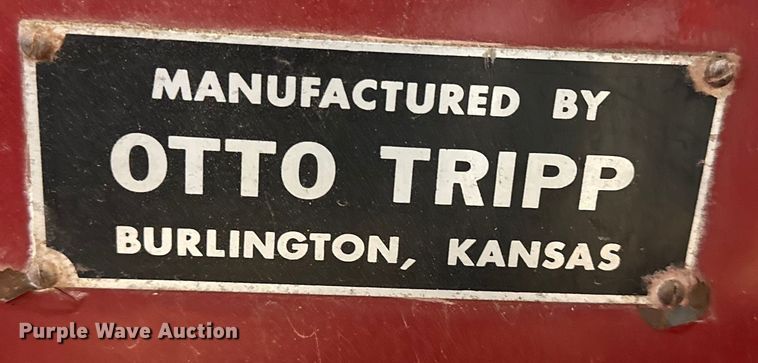 MANUFACTURED BY
OTTO TRIPP
BURLINGTON, KANSAS
Purple Wave Auction